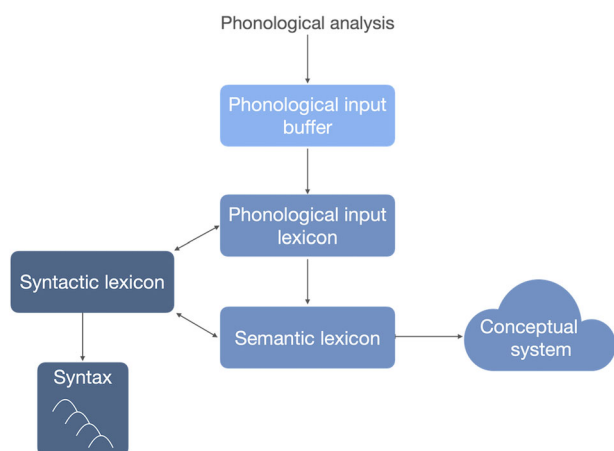 Phonological analysis
Phonological input
buffer
Phonological input
lexicon
Syntactic lexicon
Semantic lexicon
Conceptual
system
Syntax